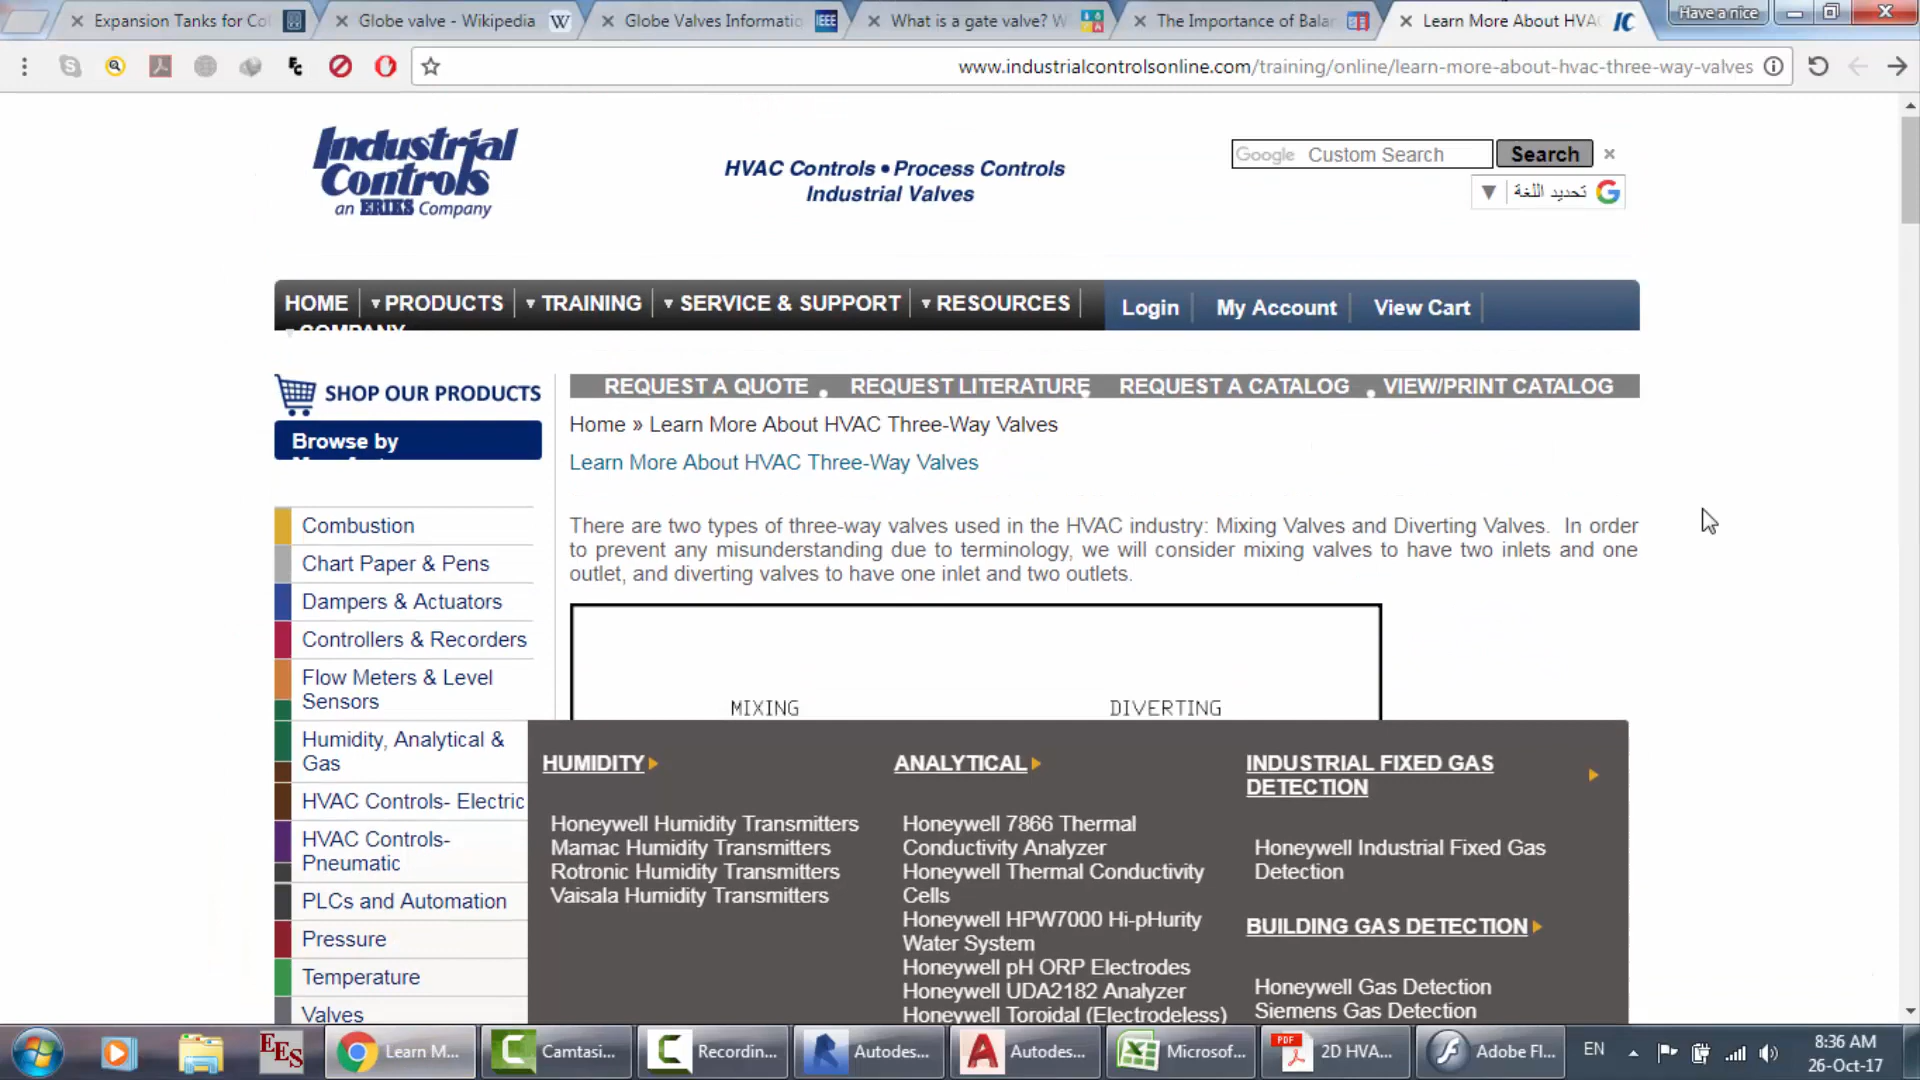 Expansion Tanks for Co
Globe valve - Wikipedia
Globe Valves Informatio
IEEE
What is a gate valve? W
The Importance of Balar
Learn More About HVA
IC
Have a nice
www.industrialcontrolsonline.com/training/online/learn-more-about-hvac-three-way-valves
Industrial
Controls
an ERIKS Company
HVAC Controls • Process Controls
Industrial Valves
Google Custom Search
Search
تحديد اللغة
HOME
PRODUCTS
TRAINING
SERVICE & SUPPORT
RESOURCES
COMPANY
Login
My Account
View Cart
SHOP OUR PRODUCTS
REQUEST A QUOTE
REQUEST LITERATURE
REQUEST A CATALOG
VIEW/PRINT CATALOG
Browse by
Home » Learn More About HVAC Three-Way Valves
Learn More About HVAC Three-Way Valves
There are two types of three-way valves used in the HVAC industry: Mixing Valves and Diverting Valves. In order
to prevent any misunderstanding due to terminology, we will consider mixing valves to have two inlets and one
outlet, and diverting valves to have one inlet and two outlets.
MIXING
DIVERTING
Combustion
Chart Paper & Pens
Dampers & Actuators
Controllers & Recorders
Flow Meters & Level
Sensors
Humidity, Analytical &
Gas
HVAC Controls- Electric
HVAC Controls-
Pneumatic
PLCs and Automation
Pressure
Temperature
Valves
HUMIDITY
Honeywell Humidity Transmitters
Mamac Humidity Transmitters
Rotronic Humidity Transmitters
Vaisala Humidity Transmitters
ANALYTICAL
Honeywell 7866 Thermal
Conductivity Analyzer
Honeywell Thermal Conductivity
Cells
Honeywell HPW7000 Hi-pHurity
Water System
Honeywell pH ORP Electrodes
Honeywell UDA2182 Analyzer
Honeywell Toroidal (Electrodeless)
INDUSTRIAL FIXED GAS
DETECTION
Honeywell Industrial Fixed Gas
Detection
BUILDING GAS DETECTION
Honeywell Gas Detection
Siemens Gas Detection
EES
Learn M...
Camtasi...
Recordin...
Autodes...
Autodes...
Microsof...
PDF
2D HVA...
Adobe Fl...
EN
8:36 AM
26-Oct-17